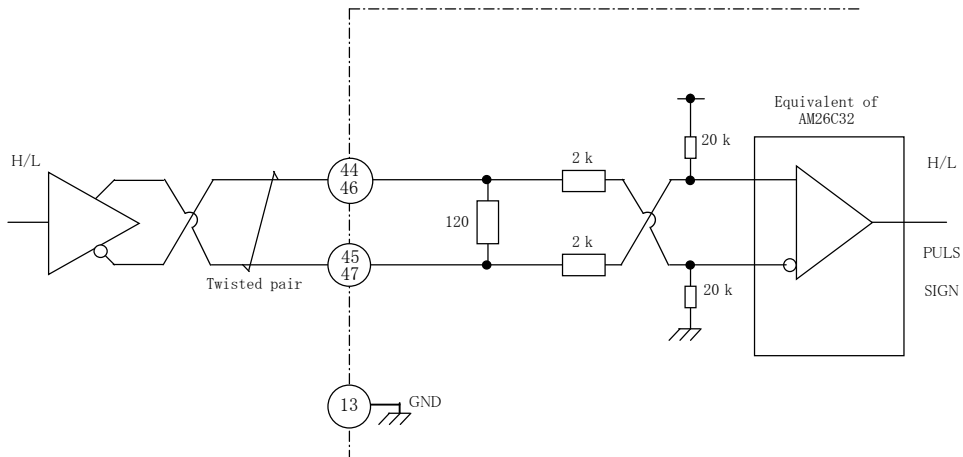 Equivalent of
AM26C32
20 k
H/L
2 k
H/L
44
46
120
45
47
2 k
PULS
Twisted pair
20 k
SIGN
13
GND